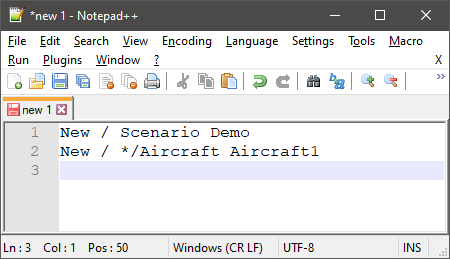 *new 1 - Notepad++
File Edit Search View Encoding Language Settings Tools Macro
Run Plugins Window ? X
new 1
1 New / Scenario Demo
2 New / */Aircraft Aircraft1
3
Ln : 3 Col : 1 Pos : 50 Windows (CR LF) UTF-8 INS